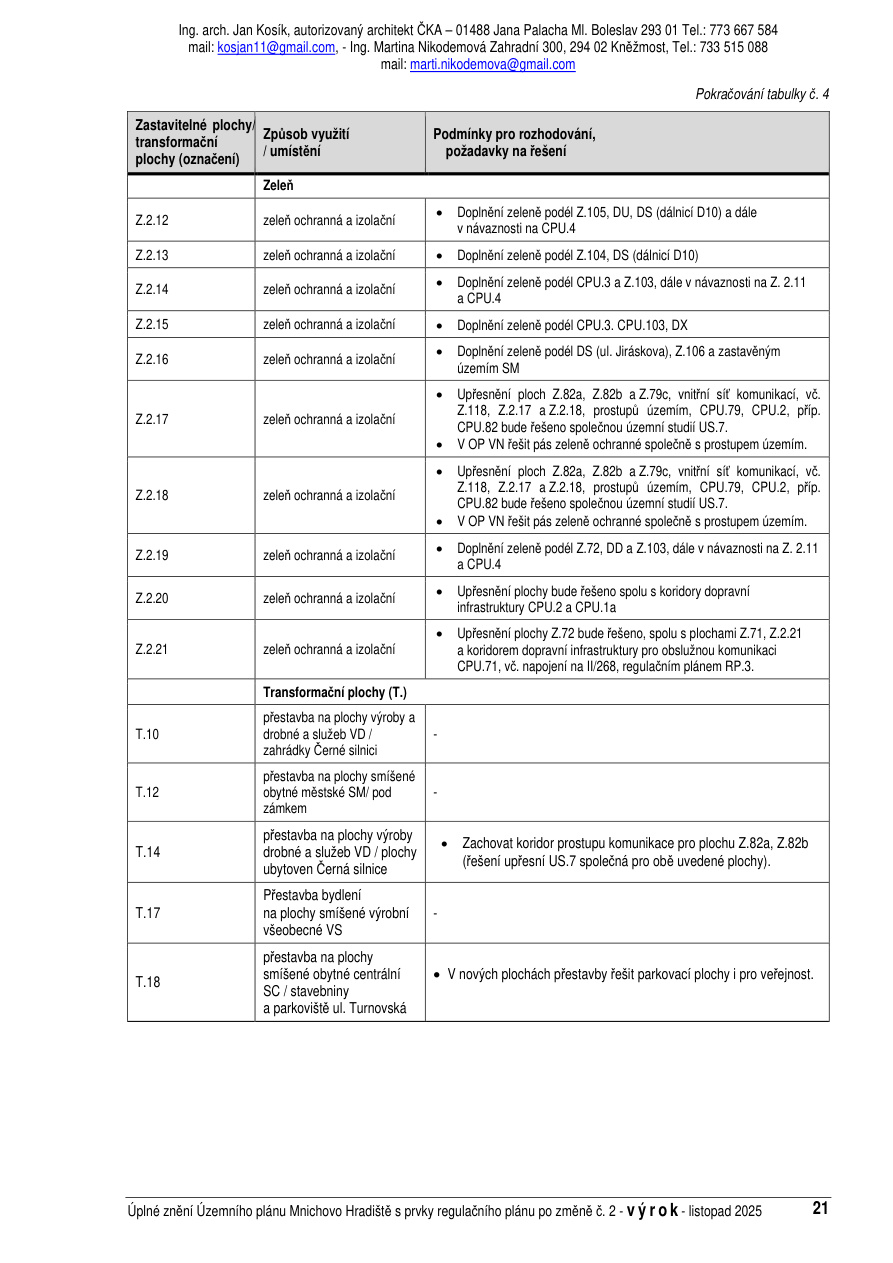 Ing. arch. Jan Kosík, autorizovaný architekt ČKA – 01488 Jana Palacha Ml. Boleslav 293 01 Tel.: 773 667 584
mail: kosjan11@gmail.com, - Ing. Martina Nikodemová Zahradní 300, 294 02 Kněžmost, Tel.: 733 515 088
mail: marti.nikodemova@gmail.com
Pokračování tabulky č. 4
Zastavitelné plochy/
transformační
plochy (označení)
Způsob využití
/ umístění
Podmínky pro rozhodování,
požadavky na řešení
Zeleň
Z.2.12
zeleň ochranná a izolační
• Doplnění zeleně podél Z.105, DU, DS (dálnicí D10) a dále
v návaznosti na CPU.4
Z.2.13
zeleň ochranná a izolační
• Doplnění zeleně podél Z.104, DS (dálnicí D10)
Z.2.14
zeleň ochranná a izolační
• Doplnění zeleně podél CPU.3 a Z.103, dále v návaznosti na Z. 2.11
a CPU.4
Z.2.15
zeleň ochranná a izolační
• Doplnění zeleně podél CPU.3. CPU.103, DX
Z.2.16
zeleň ochranná a izolační
• Doplnění zeleně podél DS (ul. Jiráskova), Z.106 a zastavěným
územím SM
Z.2.17
zeleň ochranná a izolační
• Upřesnění ploch Z.82a, Z.82b a Z.79c, vnitřní síť komunikací, vč.
Z.118, Z.2.17 a Z.2.18, prostupů územím, CPU.79, CPU.2, příp.
CPU.82 bude řešeno společnou územní studií US.7.
• V OP VN řešit pás zeleně ochranné společně s prostupem územím.
Z.2.18
zeleň ochranná a izolační
• Upřesnění ploch Z.82a, Z.82b a Z.79c, vnitřní síť komunikací, vč.
Z.118, Z.2.17 a Z.2.18, prostupů územím, CPU.79, CPU.2, příp.
CPU.82 bude řešeno společnou územní studií US.7.
• V OP VN řešit pás zeleně ochranné společně s prostupem územím.
Z.2.19
zeleň ochranná a izolační
• Doplnění zeleně podél Z.72, DD a Z.103, dále v návaznosti na Z. 2.11
a CPU.4
Z.2.20
zeleň ochranná a izolační
• Upřesnění plochy bude řešeno spolu s koridory dopravní
infrastruktury CPU.2 a CPU.1a
Z.2.21
zeleň ochranná a izolační
• Upřesnění plochy Z.72 bude řešeno, spolu s plochami Z.71, Z.2.21
a koridorem dopravní infrastruktury pro obslužnou komunikaci
CPU.71, vč. napojení na II/268, regulačním plánem RP.3.
Transformační plochy (T.)
T.10
přestavba na plochy výroby a
drobné a služeb VD /
zahrádky Černé silnici
-
T.12
přestavba na plochy smíšené
obytné městské SM/ pod
zámkem
-
T.14
přestavba na plochy výroby
drobné a služeb VD / plochy
ubytoven Černá silnice
• Zachovat koridor prostupu komunikace pro plochu Z.82a, Z.82b
(řešení upřesní US.7 společná pro obě uvedené plochy).
T.17
Přestavba bydlení
na plochy smíšené výrobní
všeobecné VS
-
T.18
přestavba na plochy
smíšené obytné centrální
SC / stavebniny
a parkoviště ul. Turnovská
• V nových plochách přestavby řešit parkovací plochy i pro veřejnost.
Úplné znění Územního plánu Mnichovo Hradiště s prvky regulačního plánu po změně č. 2 - v ý r o k - listopad 2025
21